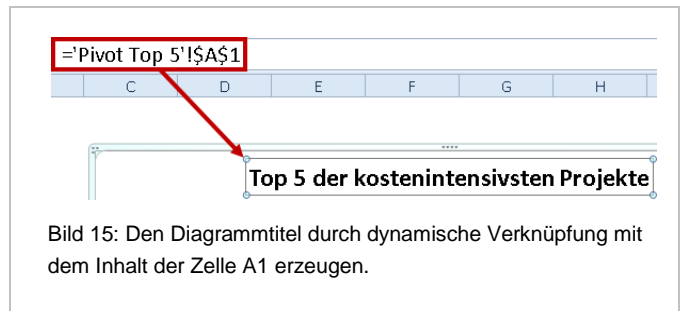 ='Pivot Top 5'!$A$1
C D E F G H
Top 5 der kostenintensivsten Projekte
Bild 15: Den Diagrammtitel durch dynamische Verknüpfung mit
dem Inhalt der Zelle A1 erzeugen.